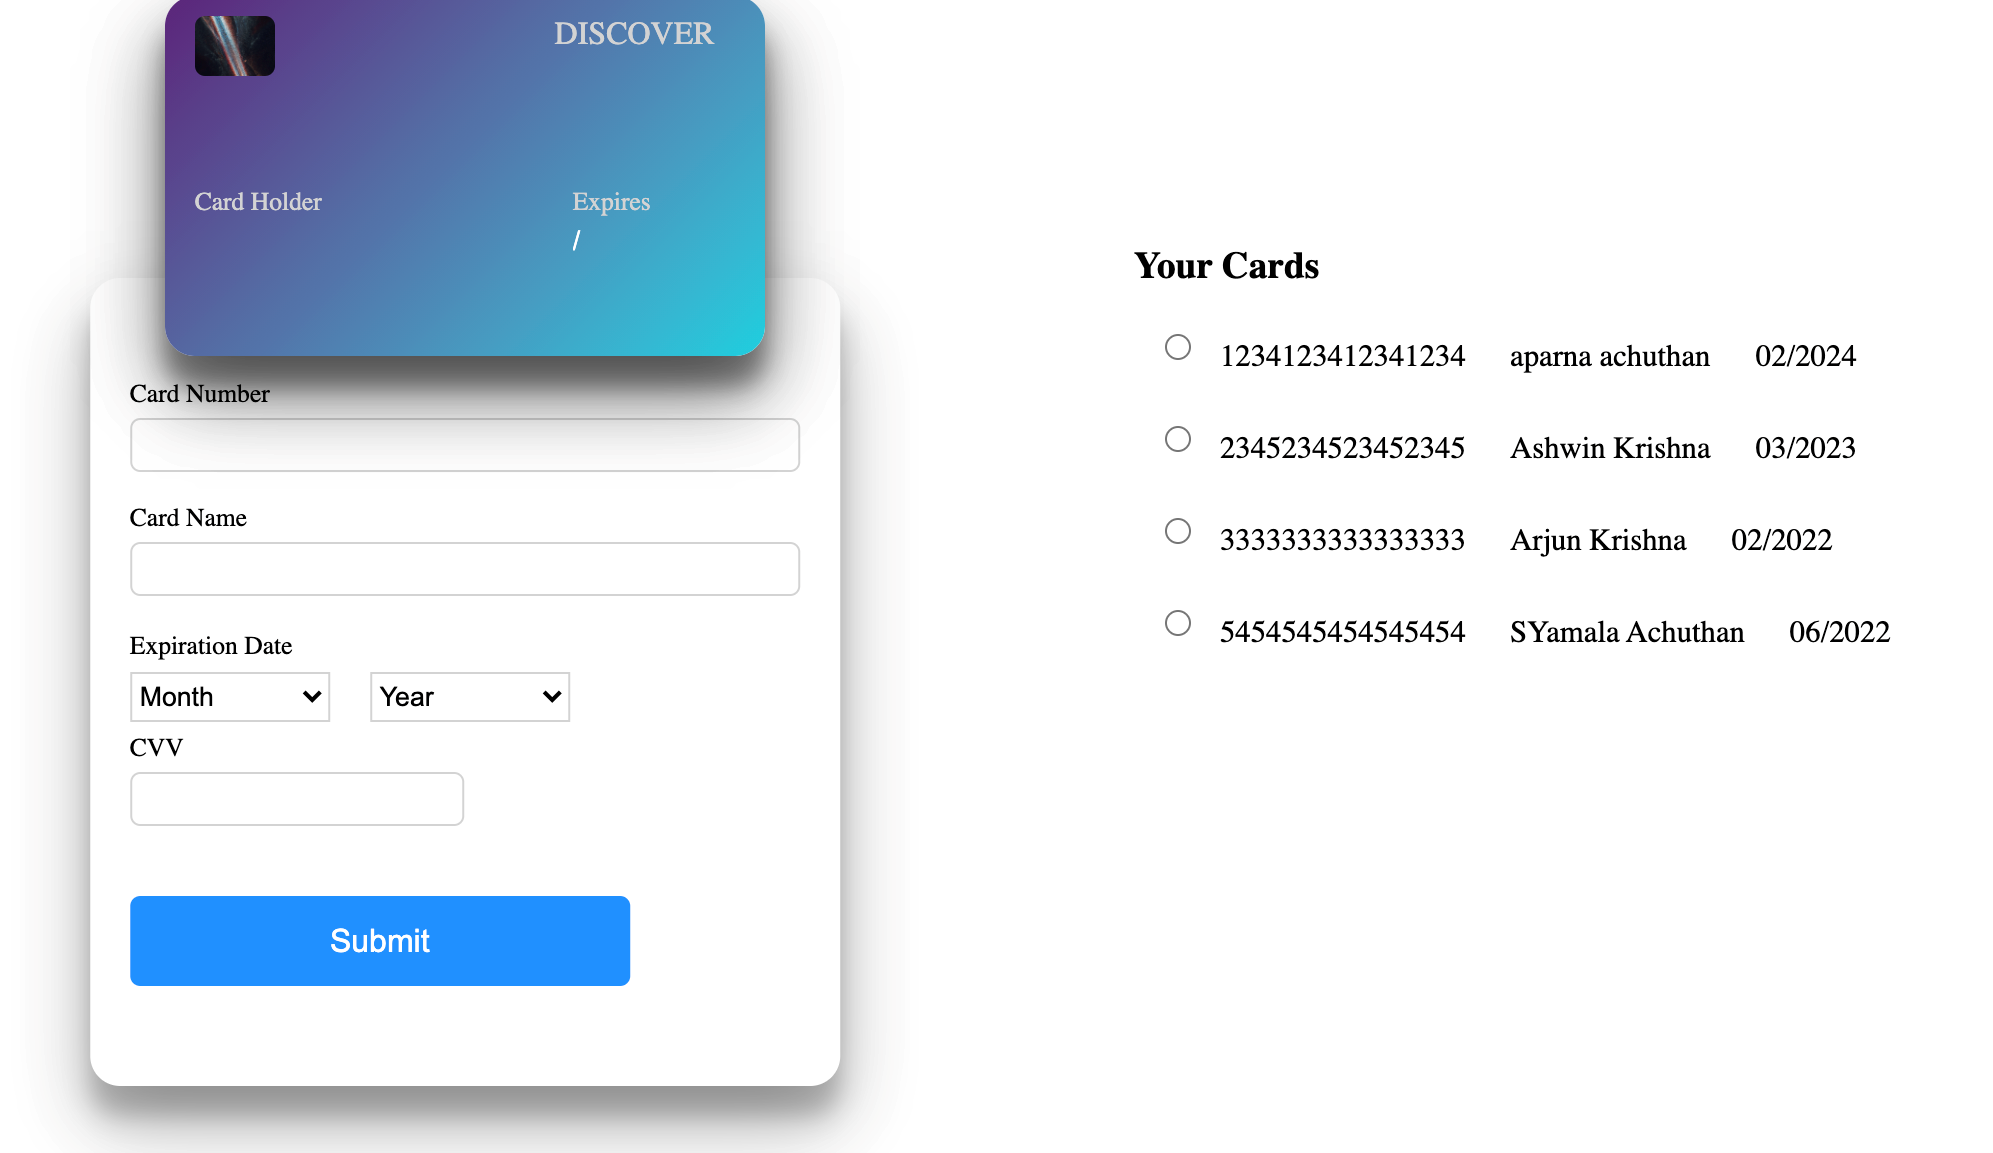 DISCOVER
Card Holder Expires
/
Card Number
Card Name
Expiration Date
Month Year
CVV
Submit
Your Cards
1234123412341234 aparna achuthan 02/2024
2345234523452345 Ashwin Krishna 03/2023
3333333333333333 Arjun Krishna 02/2022
5454545454545454 SYamala Achuthan 06/2022